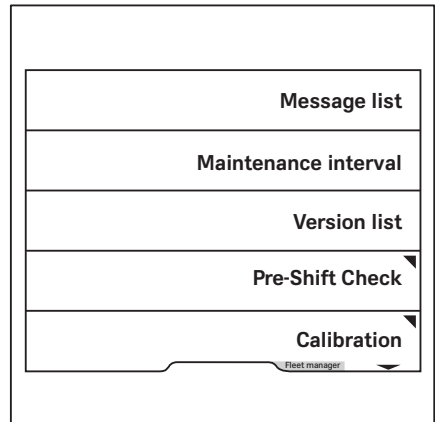 Message list
Maintenance interval
Version list
Pre-Shift Check
Calibration
Fleet manager